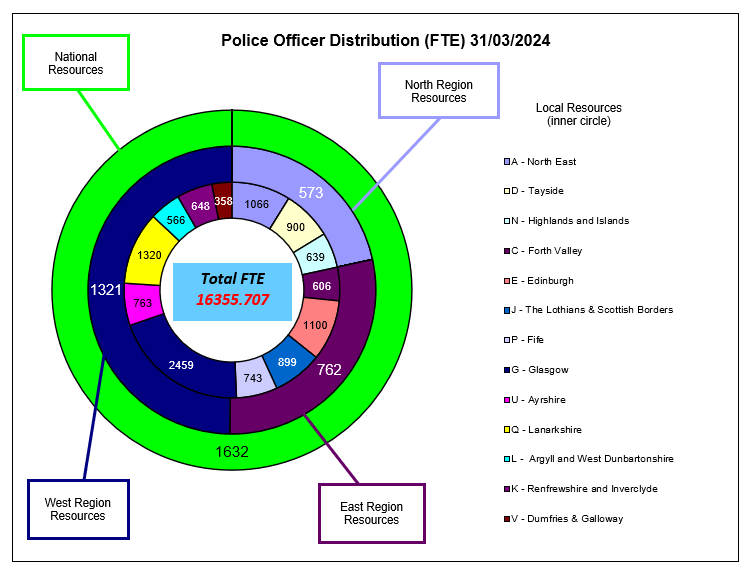 Police Officer Distribution (FTE) 31/03/2024
National
Resources
North Region
Resources
Local Resources
(inner circle)
A - North East
D - Tayside
N - Highlands and Islands
C - Forth Valley
E - Edinburgh
J - The Lothians & Scottish Borders
P - Fife
G - Glasgow
U - Ayrshire
Q - Lanarkshire
L -  Argyll and West Dunbartonshire
K - Renfrewshire and Inverclyde
V - Dumfries & Galloway
573
1066
900
639
606
1100
762
899
743
2459
763
1320
566
648
358
1321
1632
Total FTE
16355.707
West Region
Resources
East Region
Resources